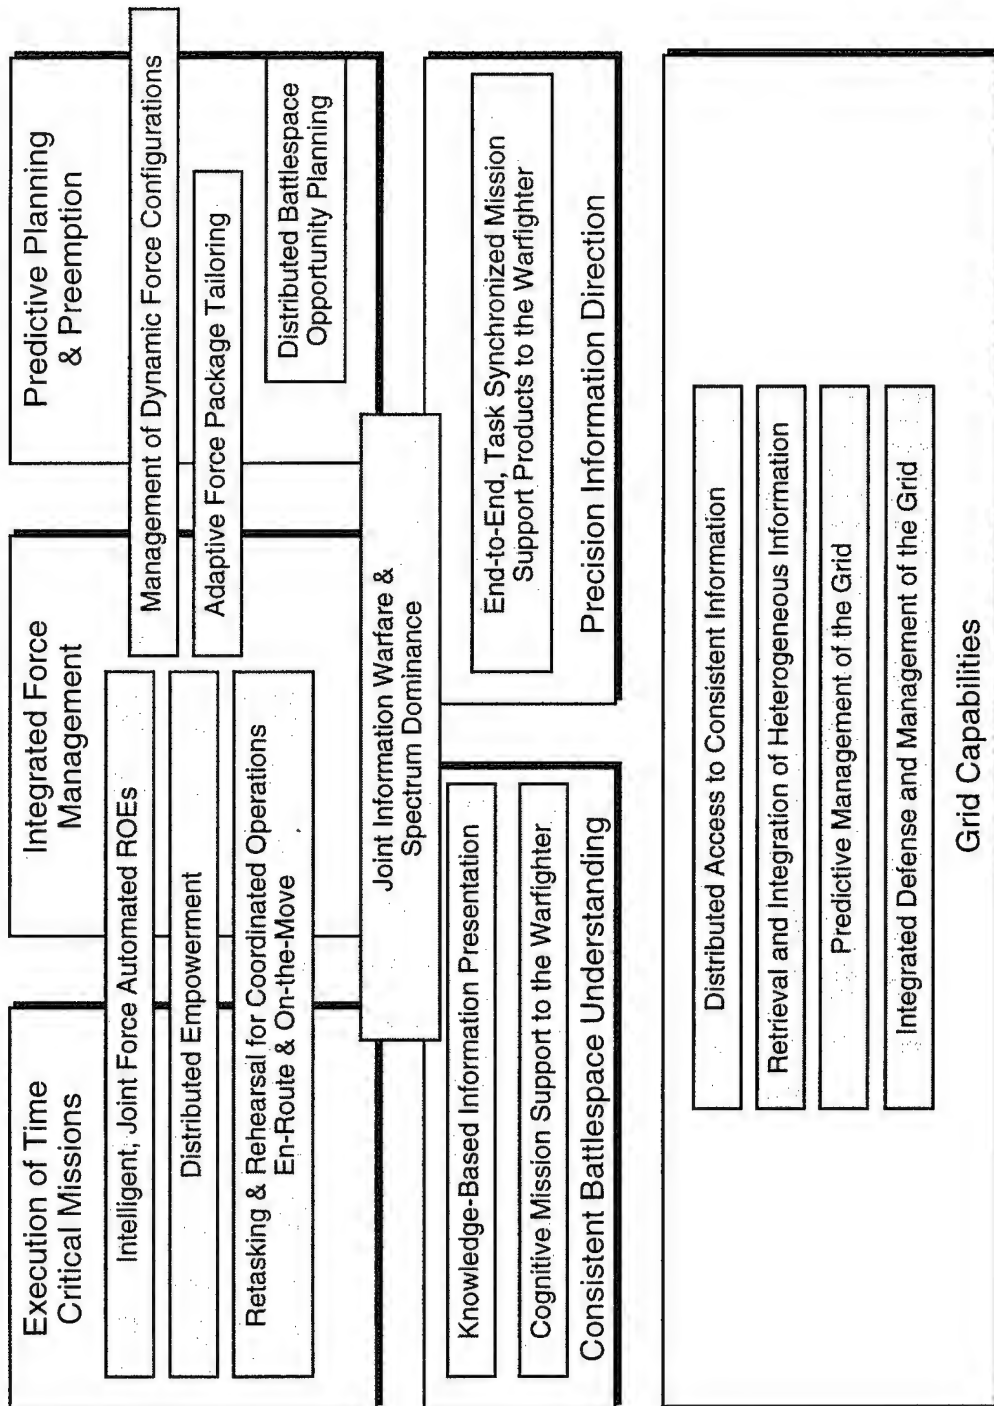 Execution of Time
Critical Missions
Integrated Force
Management
Predictive Planning
& Preemption
Intelligent, Joint Force Automated ROEs
Distributed Empowerment
Retasking & Rehearsal for Coordinated Operations
En-Route & On-the-Move
Management of Dynamic Force Configurations
Adaptive Force Package Tailoring
Distributed Battlespace
Opportunity Planning
Joint Information Warfare &
Spectrum Dominance
Knowledge-Based Information Presentation
Cognitive Mission Support to the Warfighter
Consistent Battlespace Understanding
End-to-End, Task Synchronized Mission
Support Products to the Warfighter
Precision Information Direction
Distributed Access to Consistent Information
Retrieval and Integration of Heterogeneous Information
Predictive Management of the Grid
Integrated Defense and Management of the Grid
Grid Capabilities